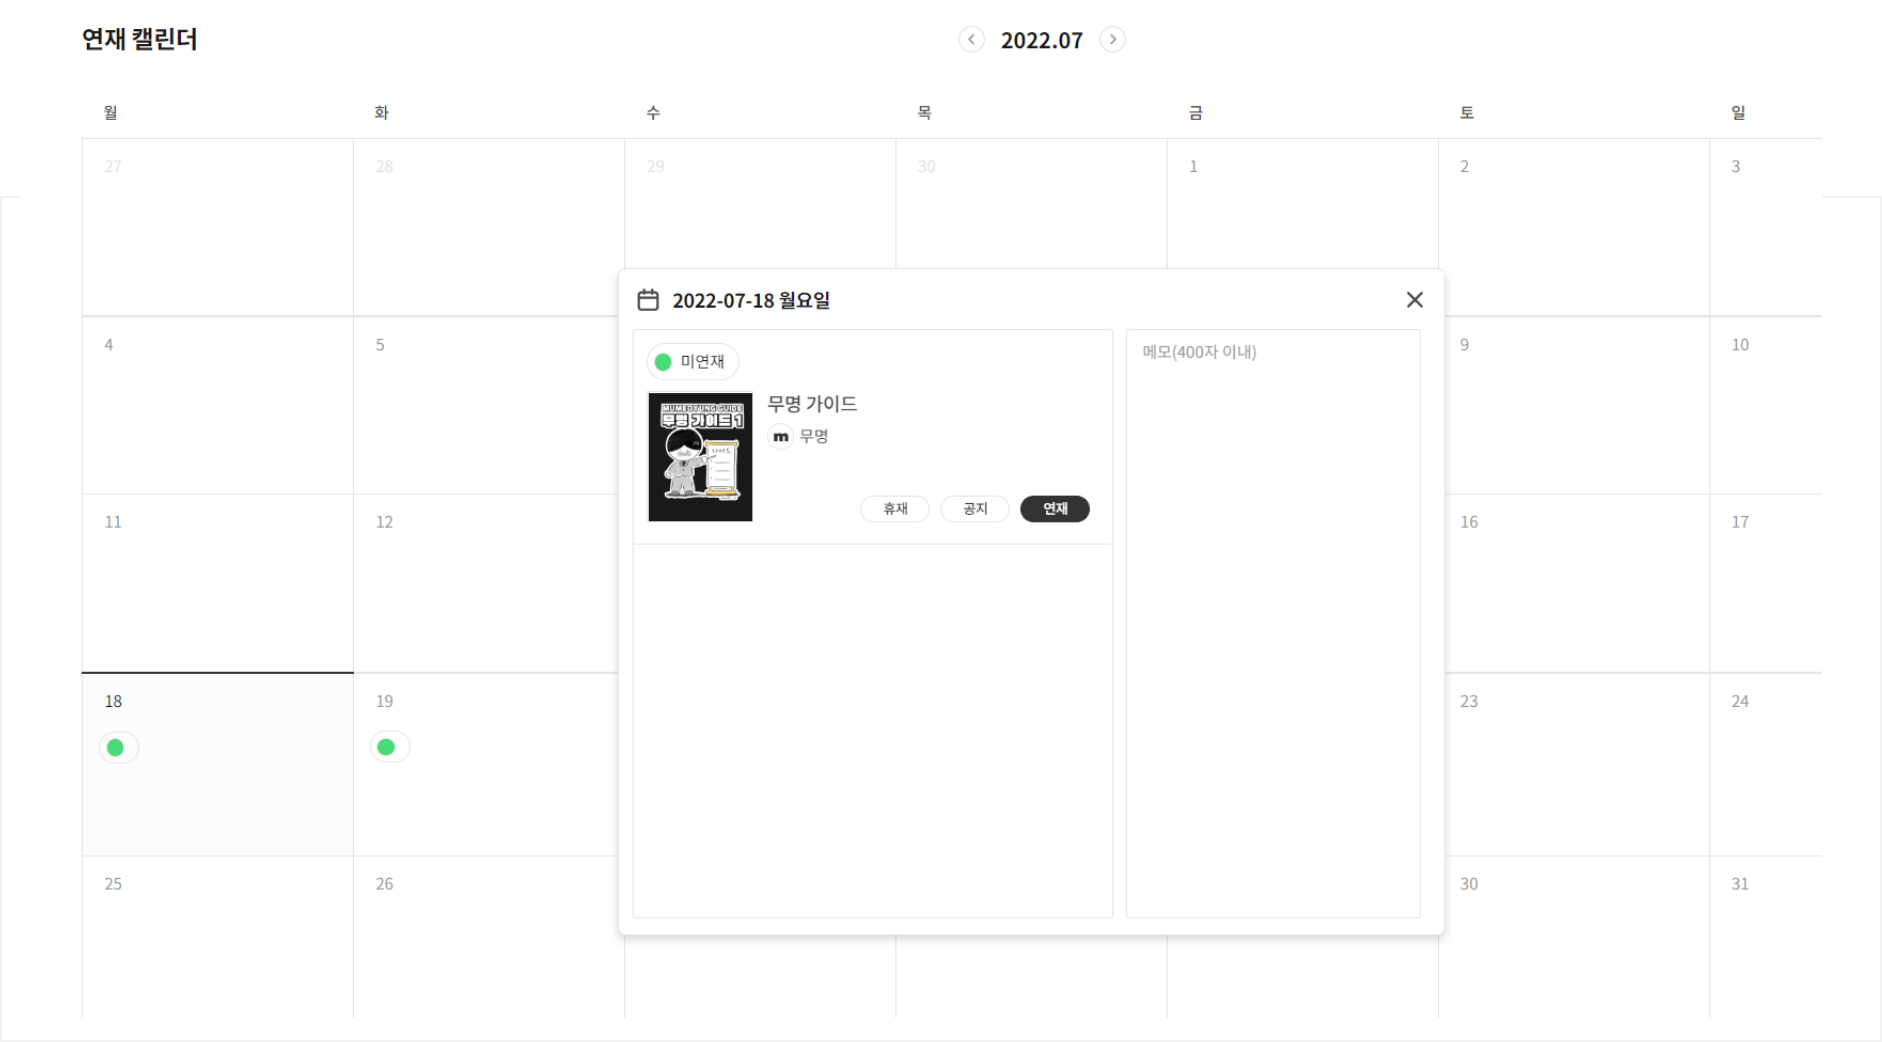 연재 캘린더
2022.07
월 화 수 목 금 토 일
27 28 29 30 1 2 3
2022-07-18 월요일
4 5 9 10
미연재
메모(400자 이내)
MUMEOYUNG GUIDE
무명 가이드 1
무명 가이드
m 무명
휴재 공지 연재
11 12 16 17
18 19 23 24
25 26 30 31